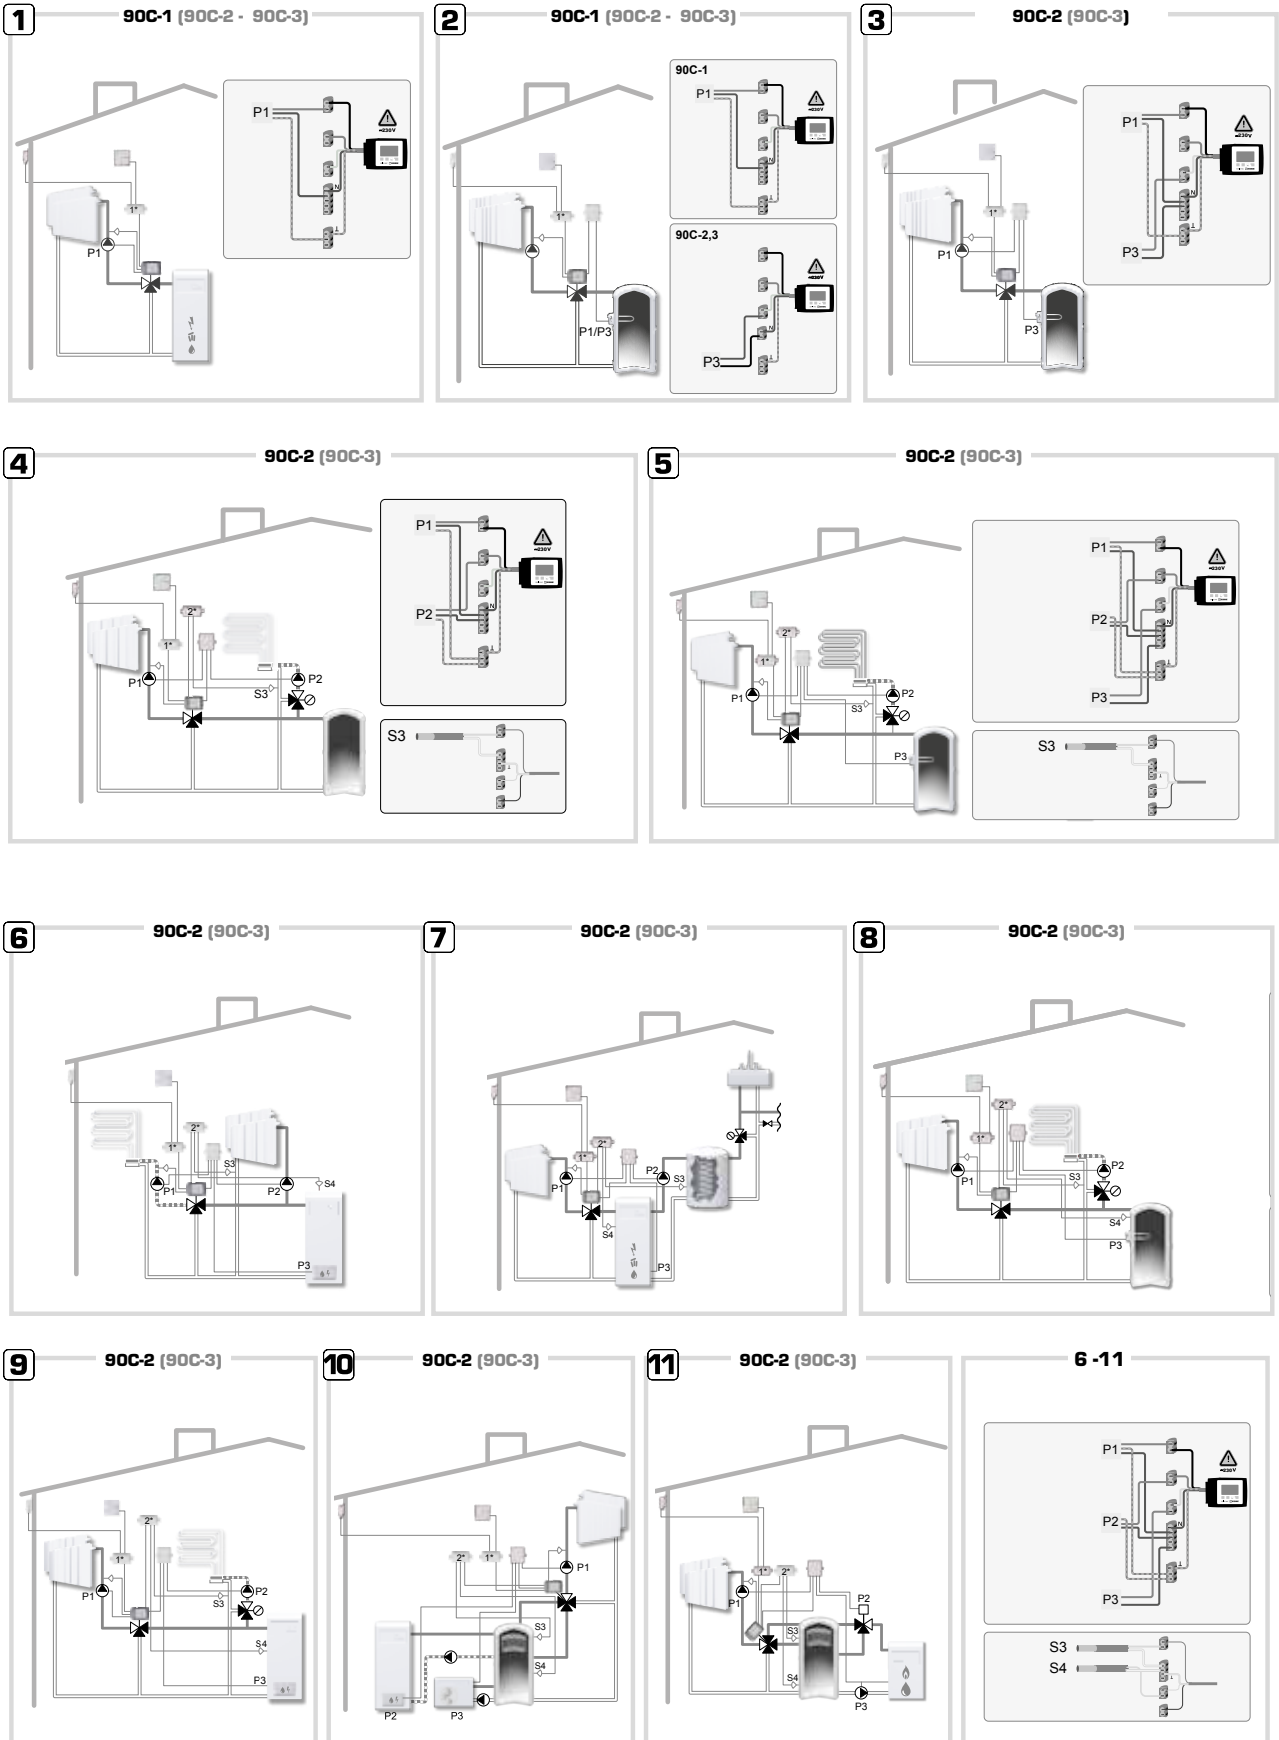 1
90C-1 (90C-2 - 90C-3)
P1
N
~230V
1*
P1
2
90C-1 (90C-2 - 90C-3)
90C-1
P1
N
~230V
1*
P1/P3
90C-2,3
P3
N
~230V
3
90C-2 (90C-3)
P1
P3
N
~230V
1*
P1
P3
4
90C-2 (90C-3)
P1
P2
N
~230V
2*
1*
P1
P2
S3
S3
5
90C-2 (90C-3)
P1
P2
P3
N
~230V
2*
1*
P1
P2
S3
P3
S3
6
90C-2 (90C-3)
2*
1*
S3
P1
P2
S4
P3
7
90C-2 (90C-3)
2*
1*
P1
P2
S3
S4
P3
8
90C-2 (90C-3)
2*
1*
P1
P2
S3
S4
P3
9
90C-2 (90C-3)
2*
1*
P1
P2
S3
S4
P3
10
90C-2 (90C-3)
2*
1*
P1
S3
S4
P2
P3
11
90C-2 (90C-3)
1*
2*
P1
P2
S3
S4
P3
6 -11
P1
P2
P3
N
~230V
S3
S4